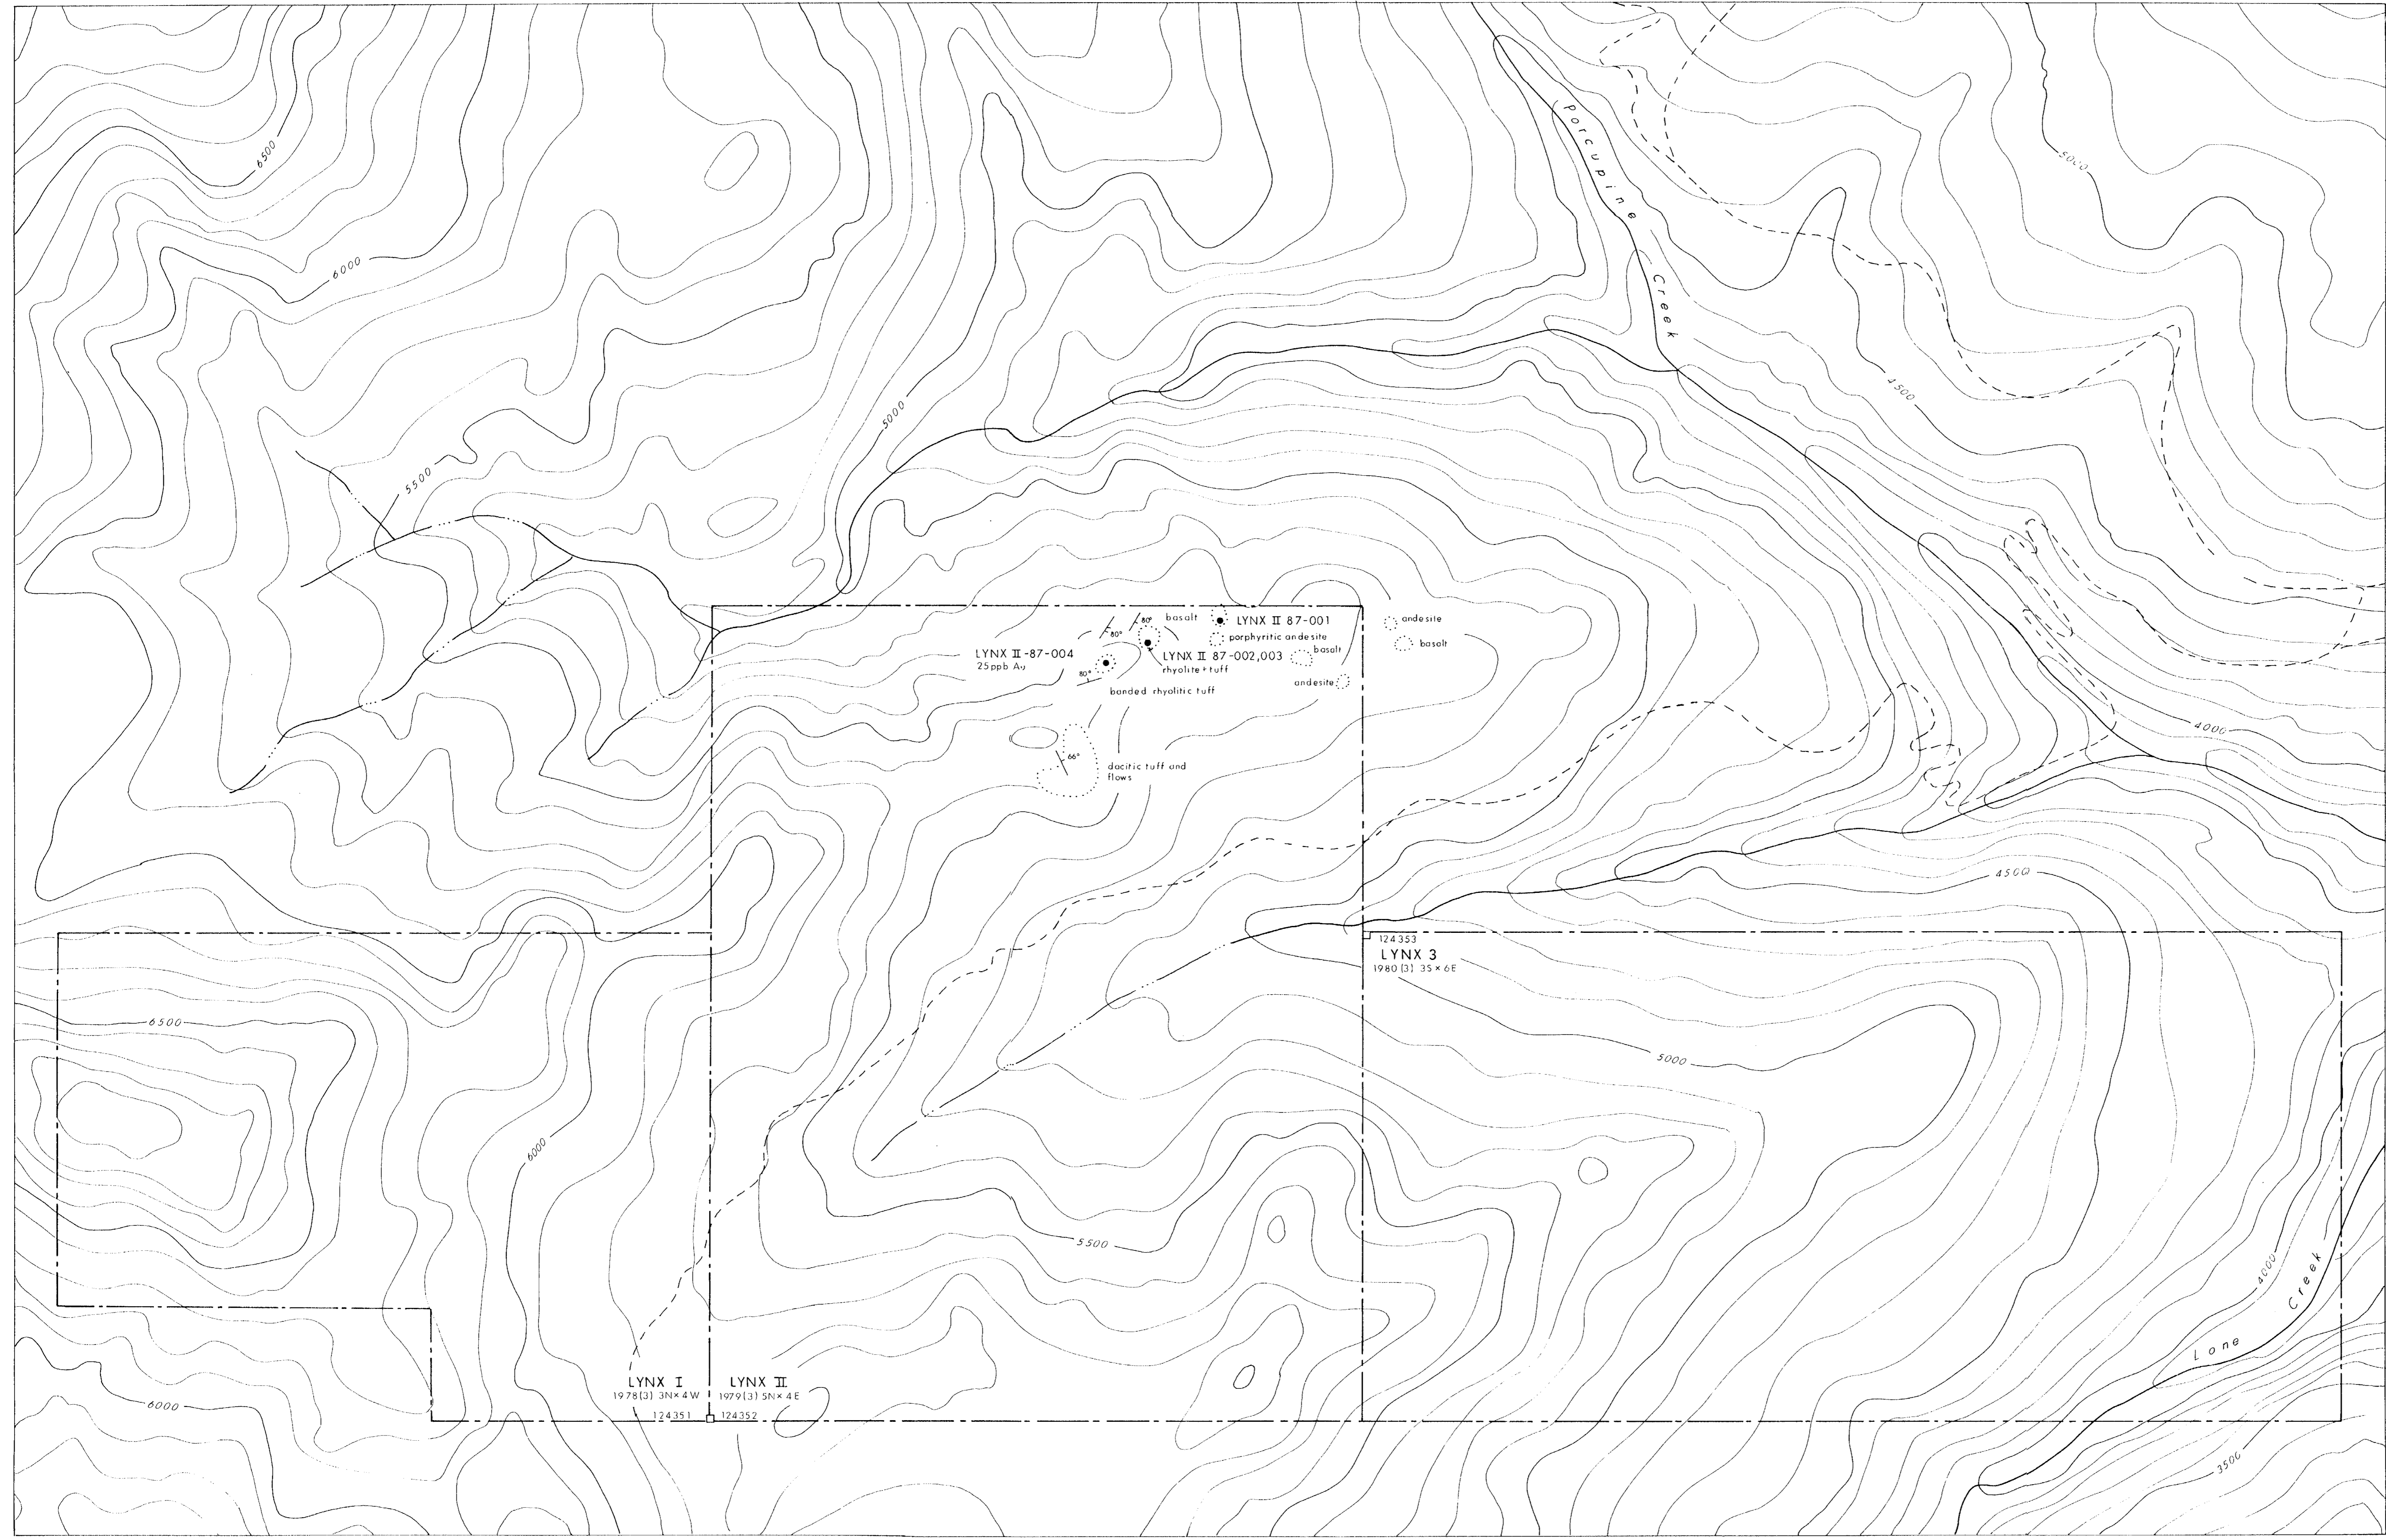 6500
6000
5500
5000
Porcupine Creek
5000
4500
4000
80°
80°
basalt
LYNX II 87-001
porphyritic andesite
andesite
basalt
LYNX II-87-004
25ppb Au
LYNX II 87-002,003
rhyolite+tuff
basalt
80°
banded rhyolitic tuff
andesite
66°
dacitic tuff and
flows
4500
124353
LYNX 3
1980(3) 3S×6E
6500
5000
6000
5500
4000
Lone Creek
LYNX I
1978(3) 3N×4W
124351
LYNX II
1979(3) 5N×4E
124352
6000
3500